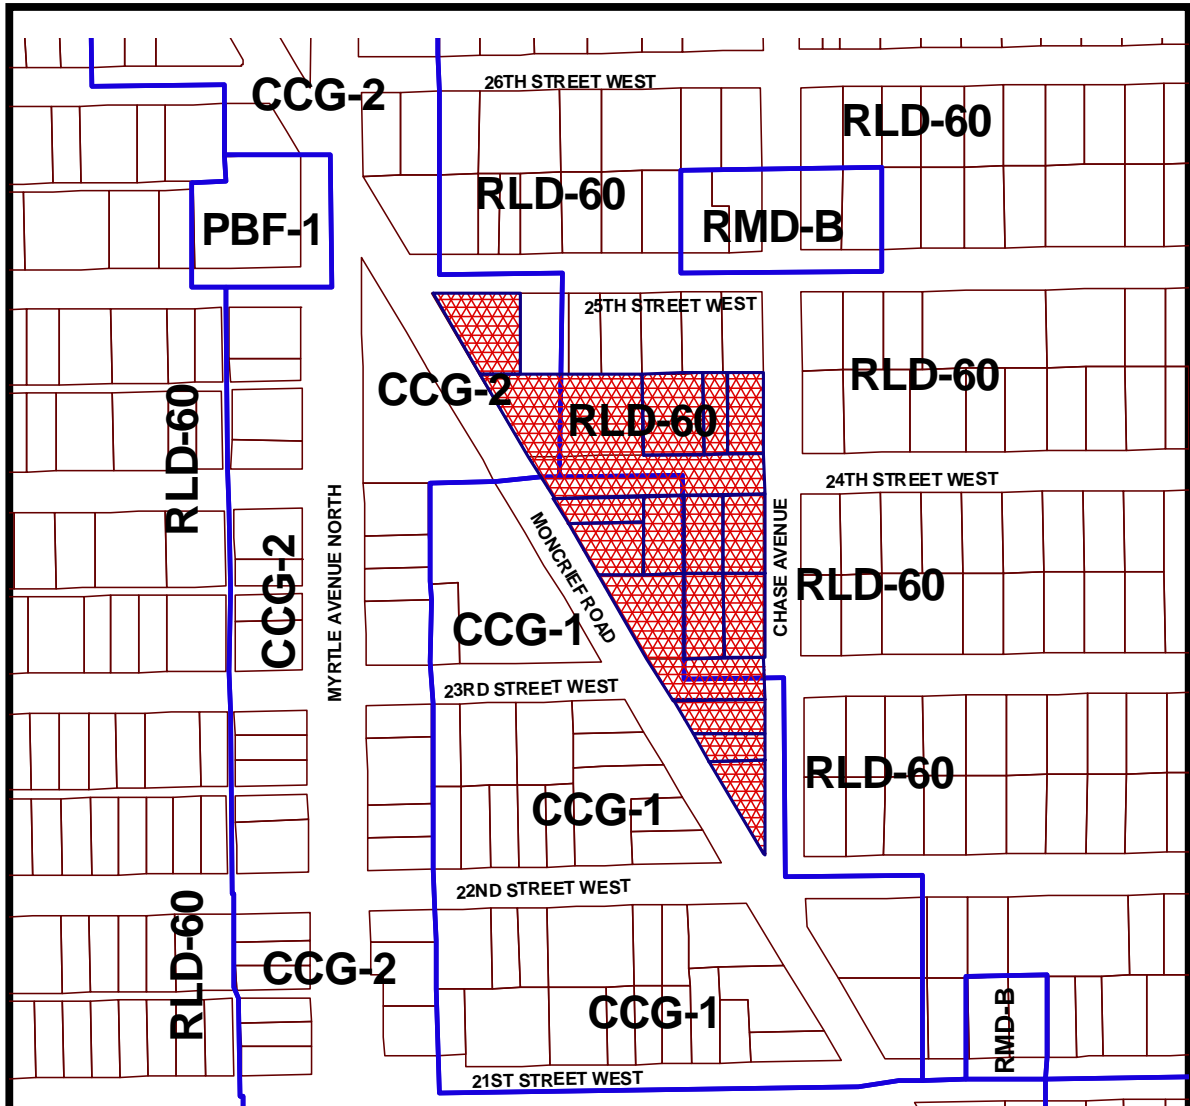 26TH STREET WEST
CCG-2
RLD-60
RLD-60
PBF-1
RMD-B
25TH STREET WEST
CCG-2
RLD-60
RLD-60
RLD-60
24TH STREET WEST
MYRTLE AVENUE NORTH
MONCRIEF ROAD
CHASE AVENUE
CCG-2
RLD-60
CCG-1
23RD STREET WEST
RLD-60
CCG-1
22ND STREET WEST
RLD-60
CCG-2
CCG-1
RMD-B
21ST STREET WEST